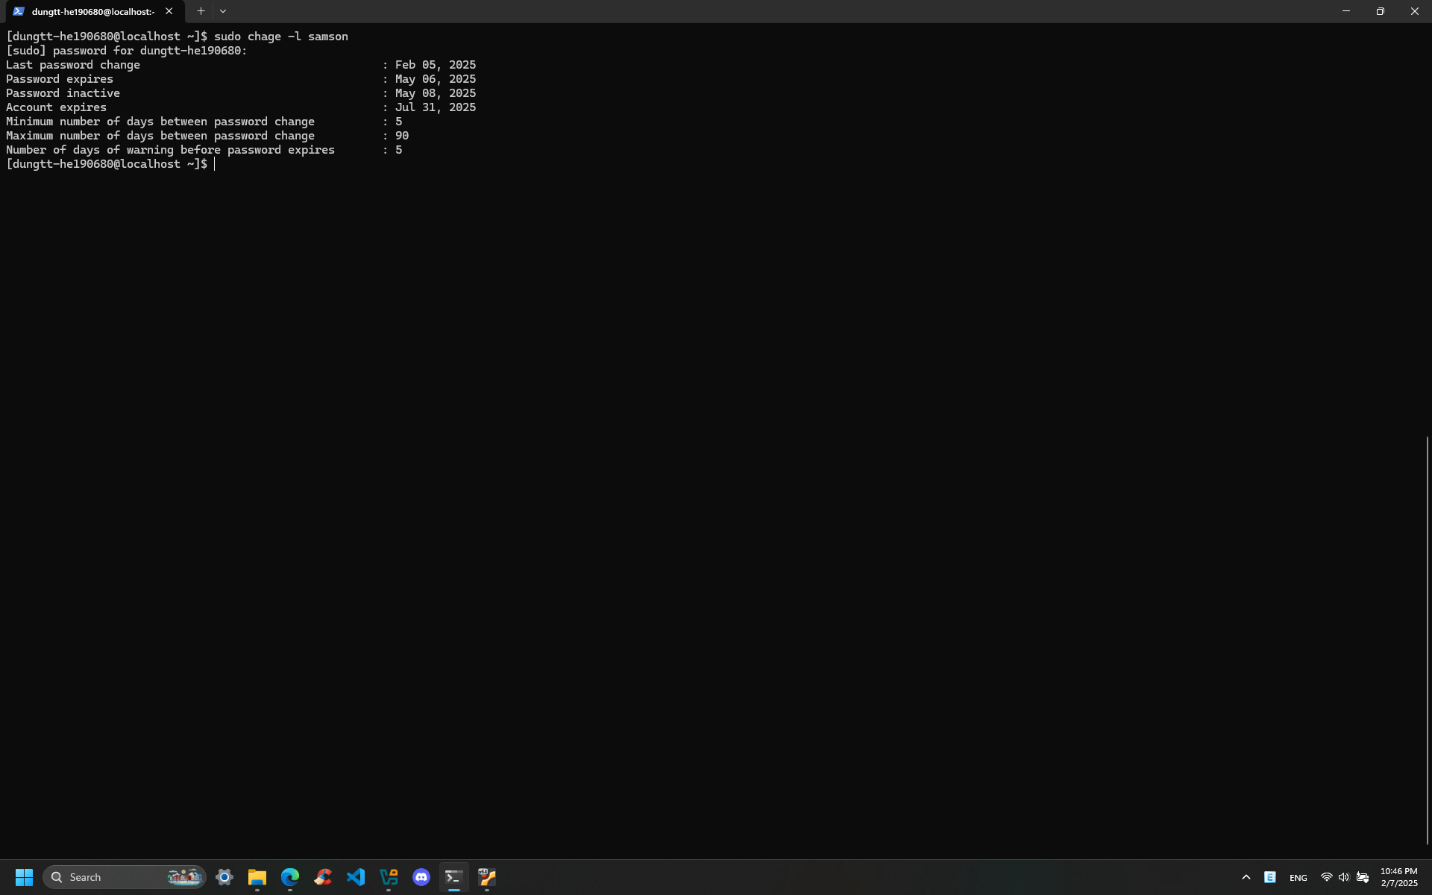 dungtt-he190680@localhost:-
[dungtt-he190680@localhost ~]$ sudo chage -l samson
[sudo] password for dungtt-he190680:
Last password change : Feb 05, 2025
Password expires : May 06, 2025
Password inactive : May 08, 2025
Account expires : Jul 31, 2025
Minimum number of days between password change : 5
Maximum number of days between password change : 90
Number of days of warning before password expires : 5
[dungtt-he190680@localhost ~]$
Search
ENG
10:46 PM
2/7/2025